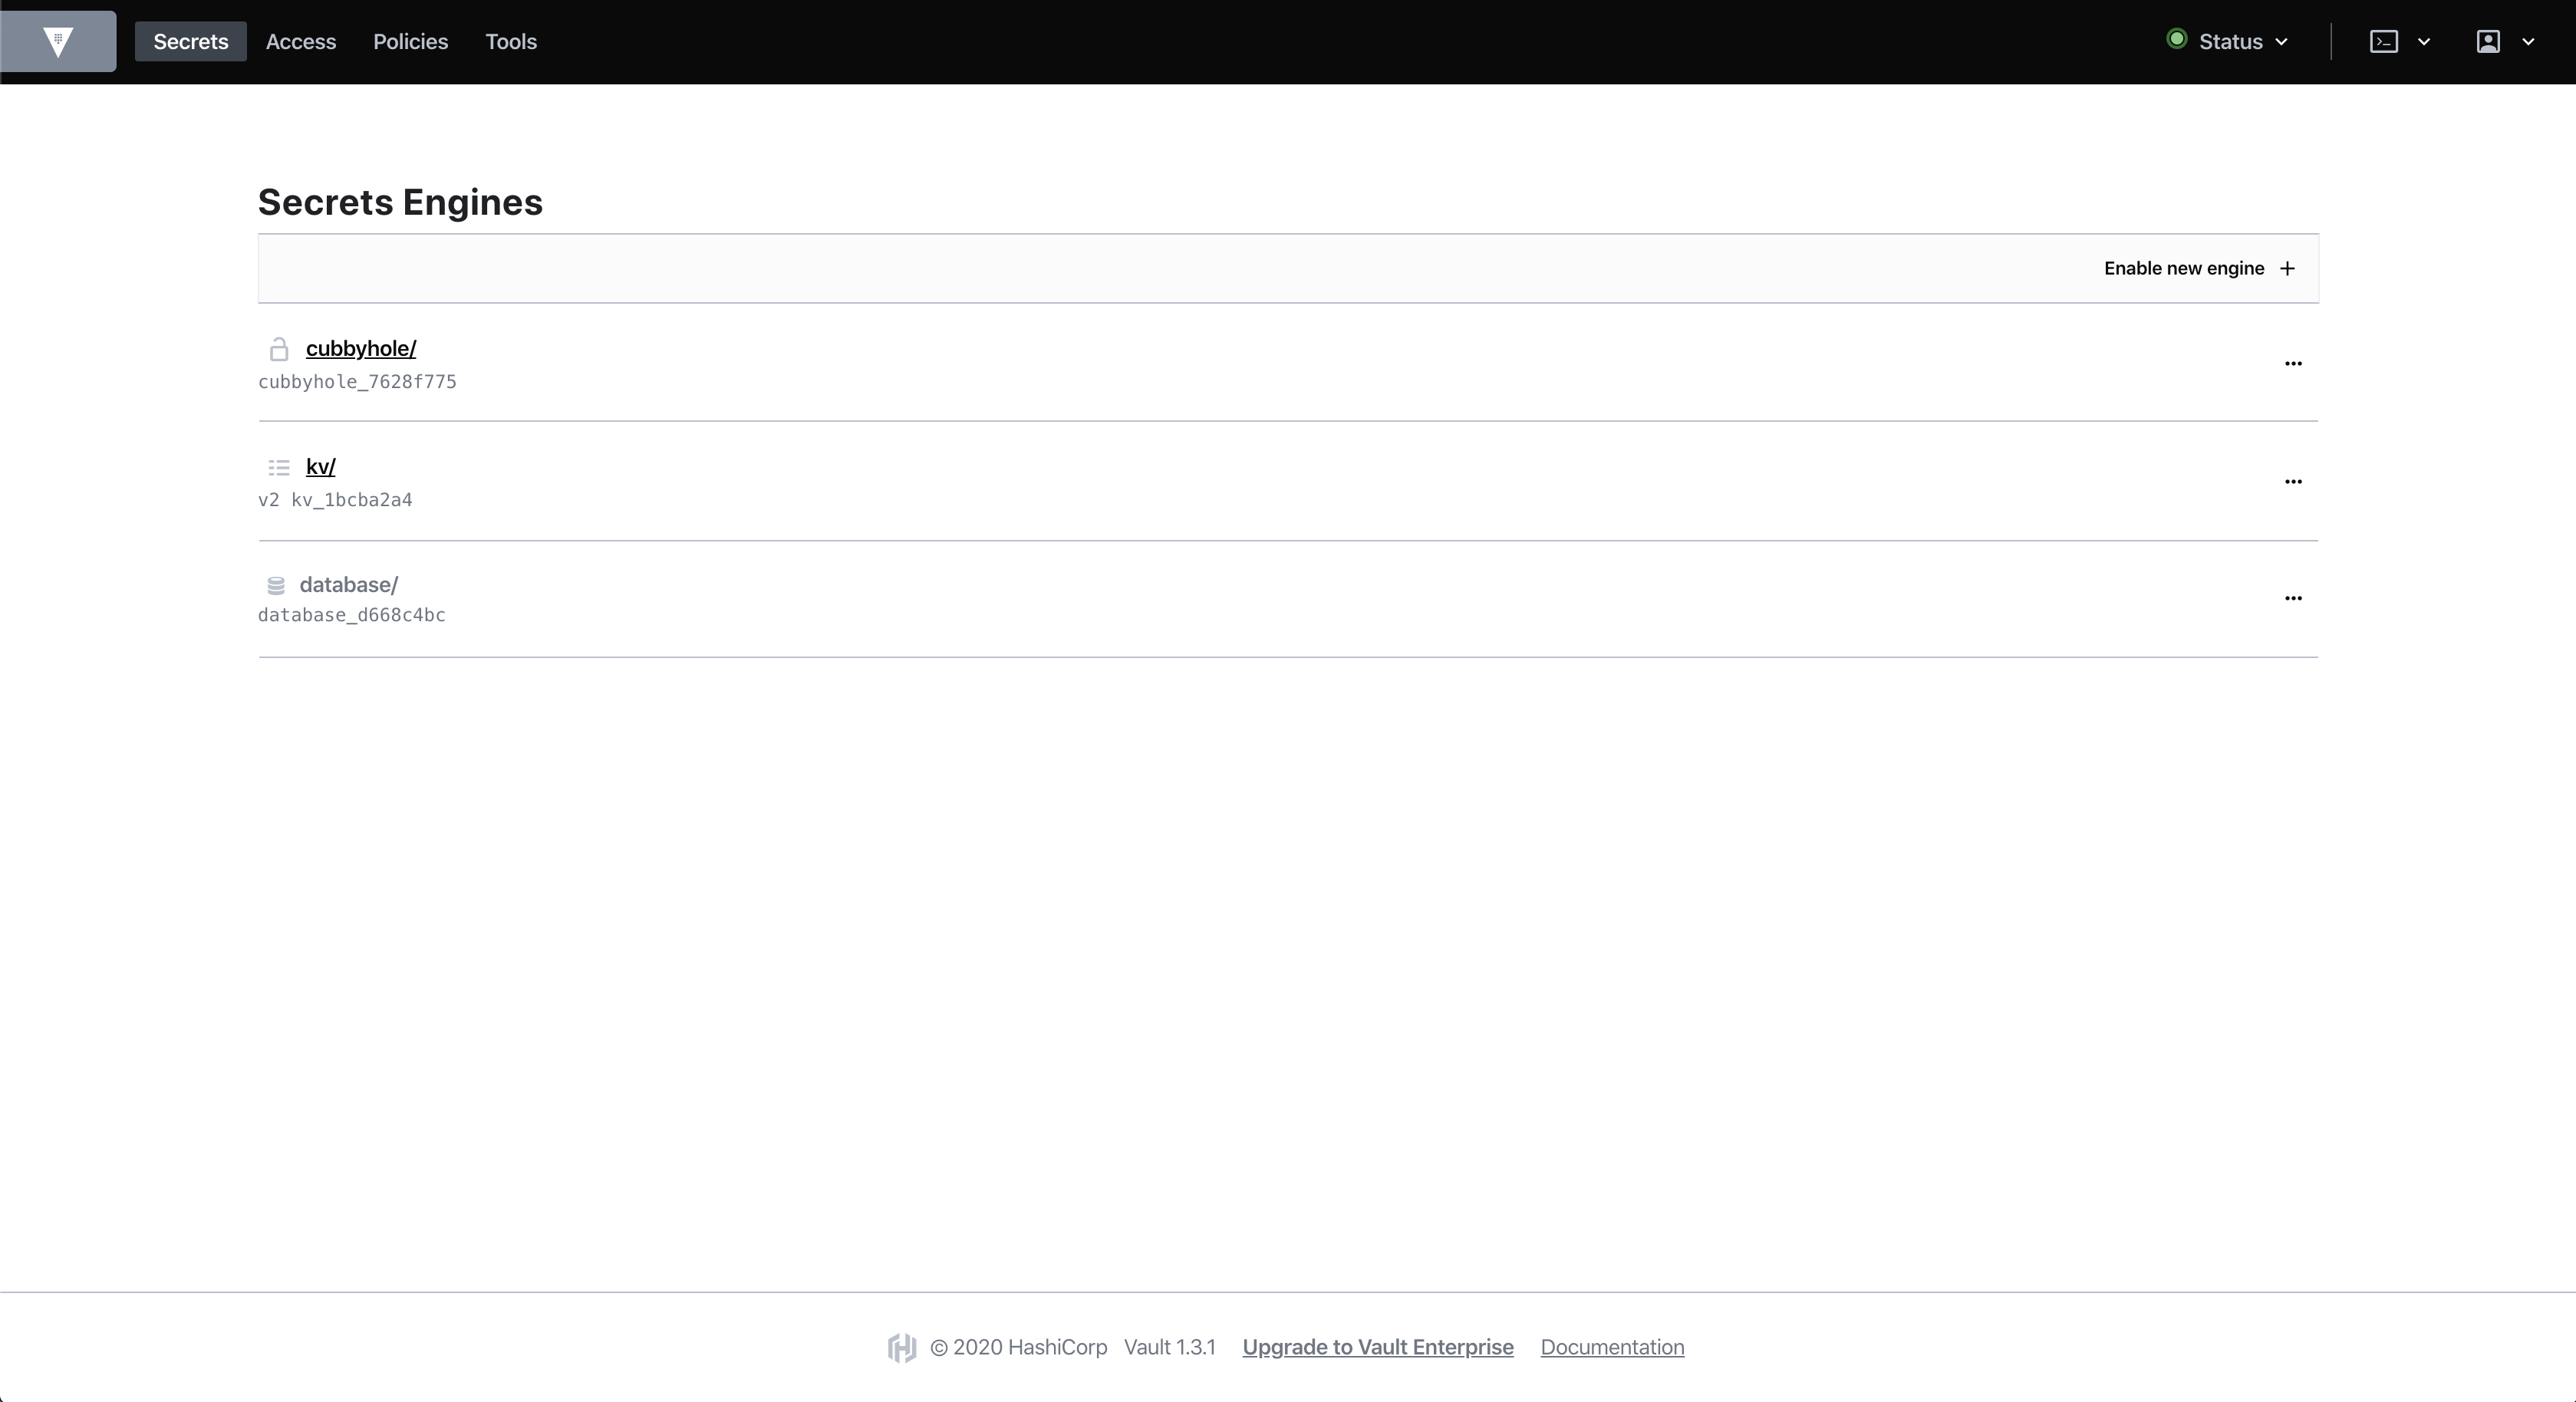 Secrets Access Policies Tools Status
Secrets Engines
Enable new engine
cubbyhole/
cubbyhole_7628f775
kv/
v2 kv_1bcba2a4
database/
database_d668c4bc
© 2020 HashiCorp Vault 1.3.1 Upgrade to Vault Enterprise Documentation